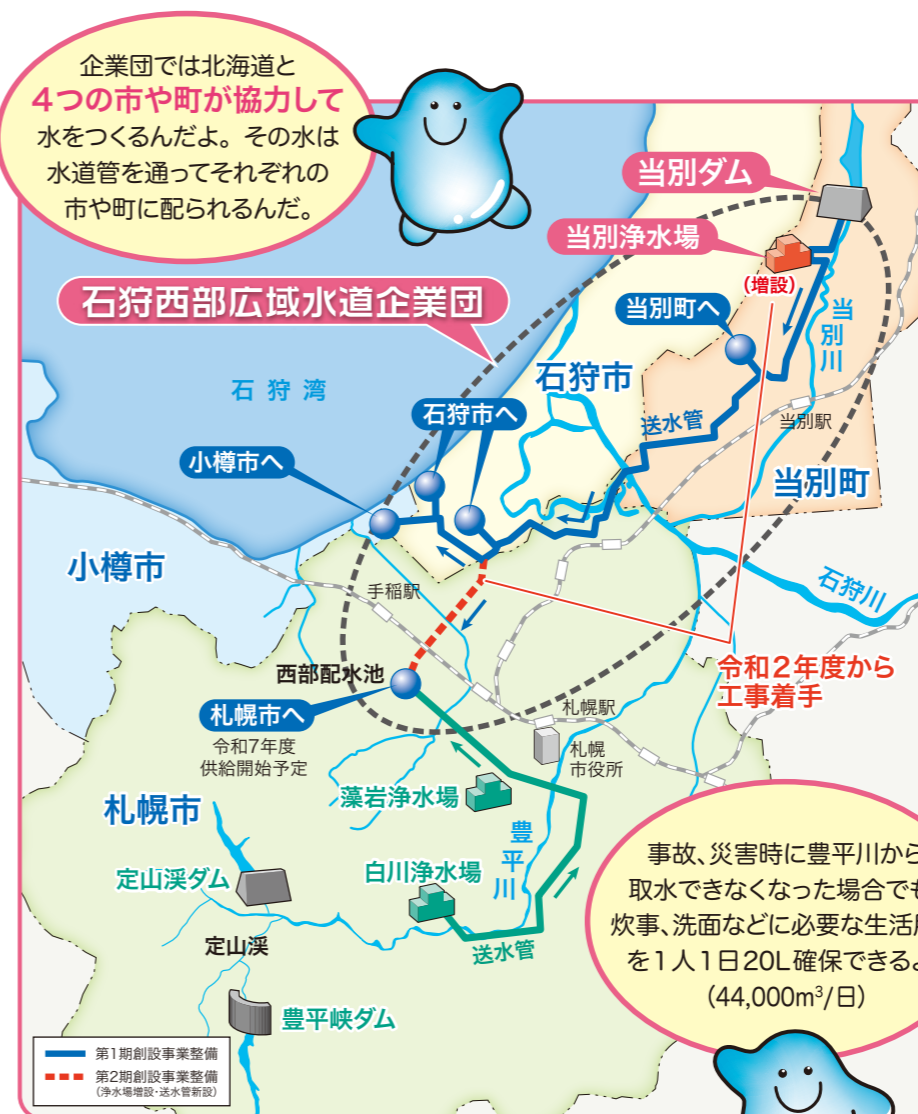 企業団では北海道と
4つの市や町が協力して
水をつくるんだよ。その水は
水道管を通ってそれぞれの
市や町に配られるんだ。
当別ダム
当別浄水場
(増設)
石狩西部広域水道企業団
当別町へ
当別川
石狩市
石狩湾
石狩市へ
送水管
当別駅
小樽市へ
当別町
小樽市
手稲駅
石狩川
西部配水池
令和2年度から
工事着手
札幌市へ
札幌駅
令和7年度
供給開始予定
札幌
市役所
藻岩浄水場
札幌市
豊平川
定山渓ダム
白川浄水場
定山渓
送水管
豊平峡ダム
事故、災害時に豊平川から
取水できなくなった場合でも
炊事、洗面などに必要な生活用
を1人1日20L確保できるよ
(44,000m³/日)
第1期創設事業整備
第2期創設事業整備
(浄水場増設・送水管新設)